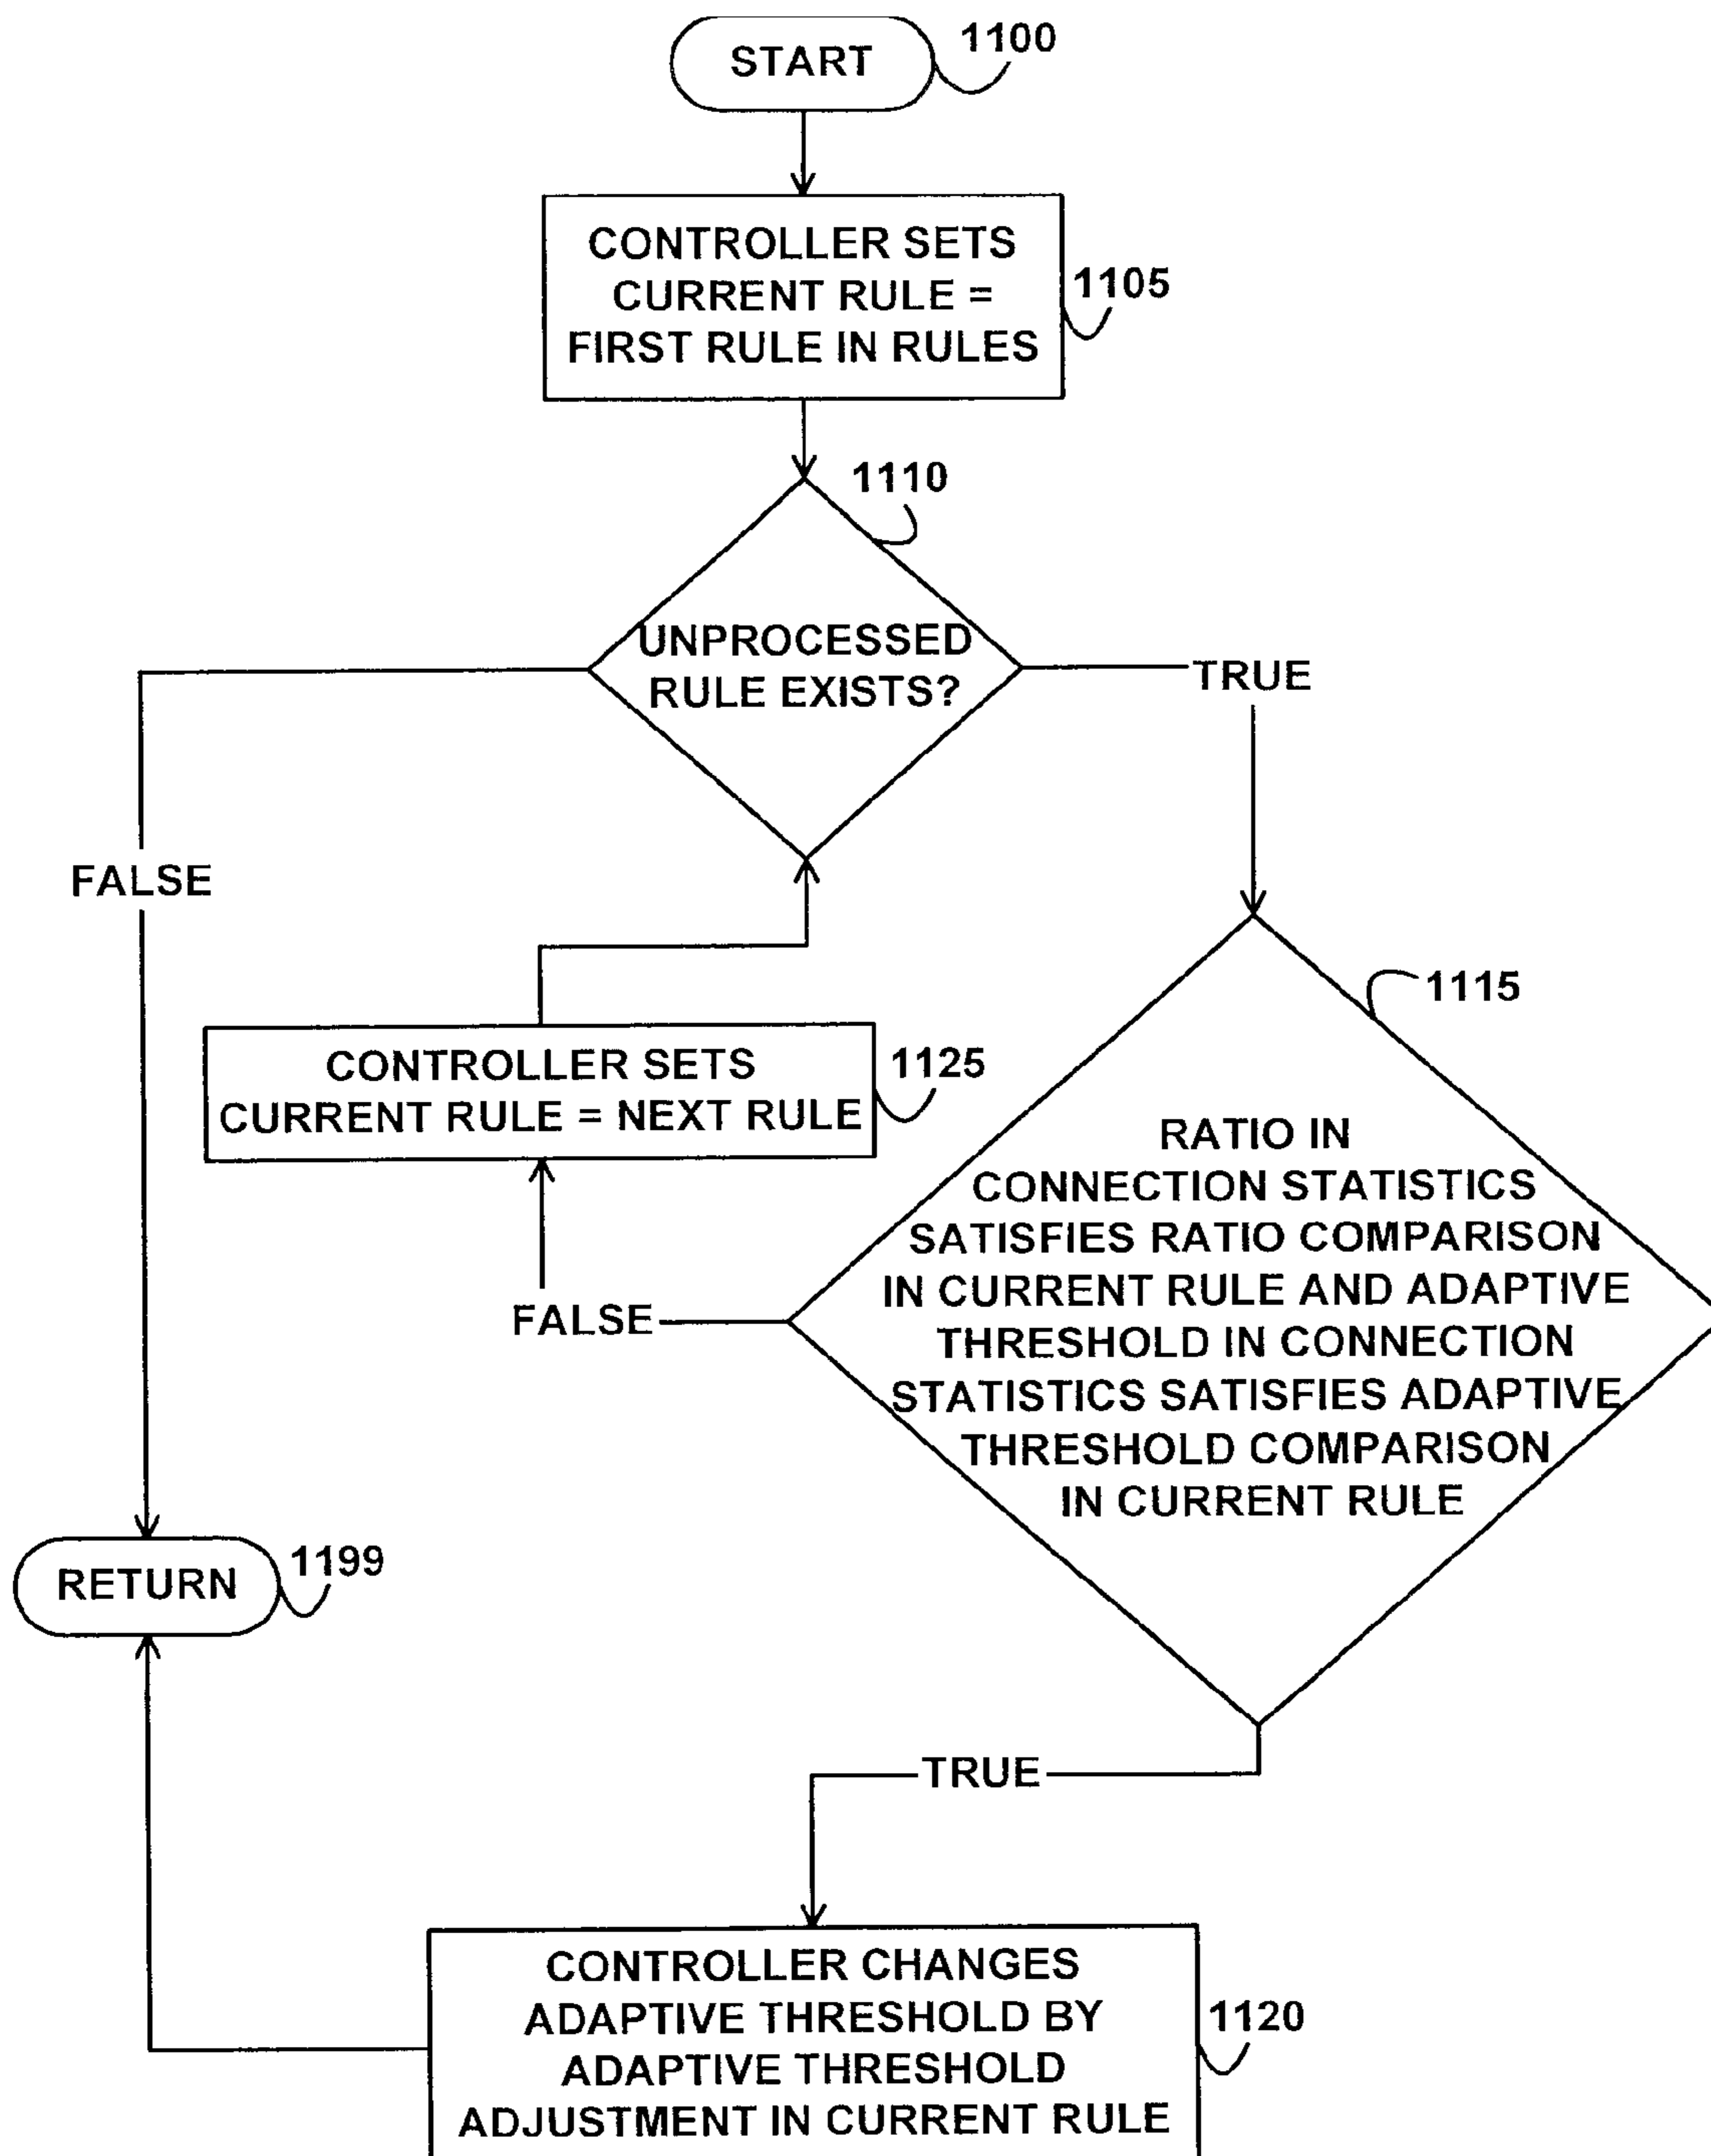 START
1100
CONTROLLER SETS
CURRENT RULE =
FIRST RULE IN RULES
1105
1110
UNPROCESSED
RULE EXISTS?
TRUE
FALSE
1115
CONTROLLER SETS
CURRENT RULE = NEXT RULE
1125
RATIO IN
CONNECTION STATISTICS
SATISFIES RATIO COMPARISON
IN CURRENT RULE AND ADAPTIVE
THRESHOLD IN CONNECTION
STATISTICS SATISFIES ADAPTIVE
THRESHOLD COMPARISON
IN CURRENT RULE
FALSE
RETURN
1199
TRUE
CONTROLLER CHANGES
ADAPTIVE THRESHOLD BY
ADAPTIVE THRESHOLD
ADJUSTMENT IN CURRENT RULE
1120